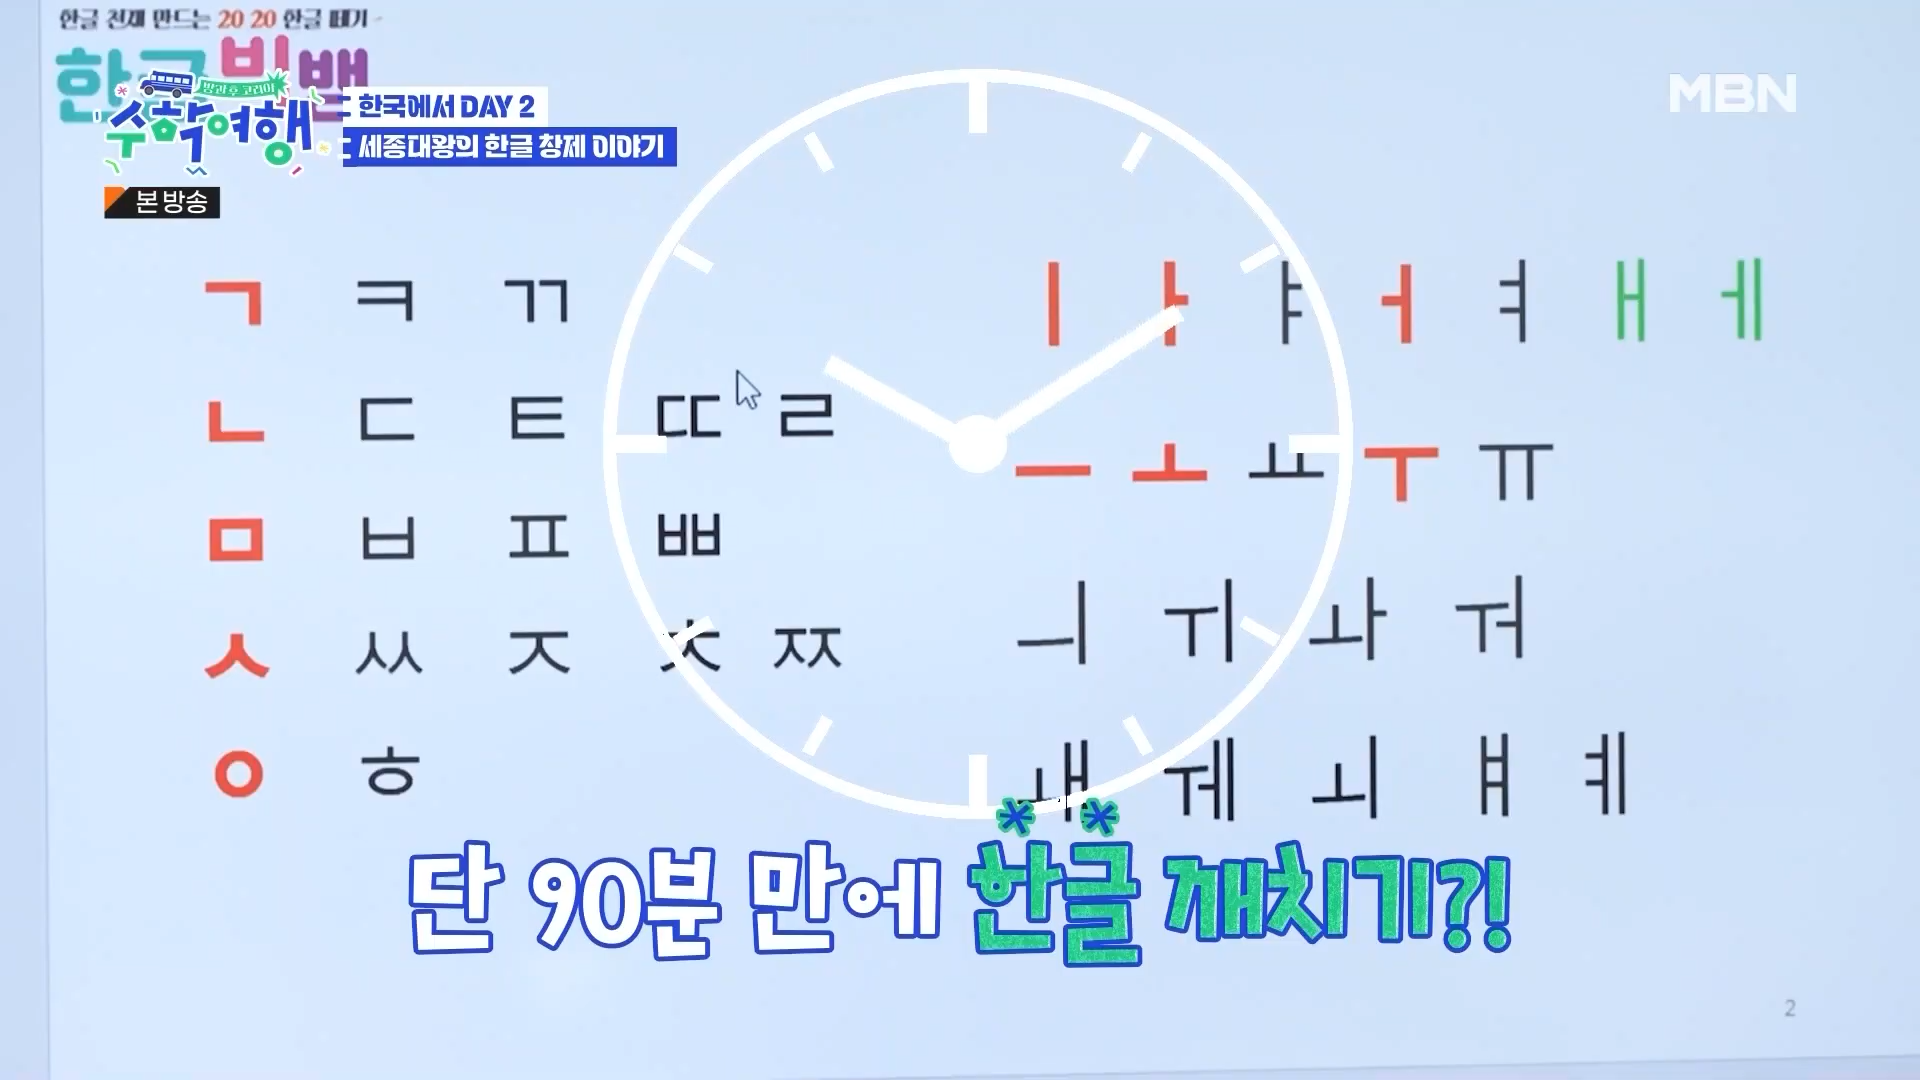 한글 천재 만드는 20 20 한글 떼기
한글빅뱅
방과 후 코리아
수학여행
한국에서 DAY 2
세종대왕의 한글 창제 이야기
MBN
본 방송
ㄱ ㅋ ㄲ
ㄴ ㄷ ㅌ ㄸ ㄹ
ㅁ ㅂ ㅍ ㅃ
ㅅ ㅆ ㅈ ㅊ ㅉ
ㅇ ㅎ
ㅣ ㅏ ㅑ ㅓ ㅕ ㅐ ㅔ
ㅡ ㅗ ㅛ ㅜ ㅠ
ㅢ ㅟ ㅘ ㅝ
ㅙ ㅞ ㅚ ㅒ ㅖ
단 90분 만에 한글 깨치기?!
2